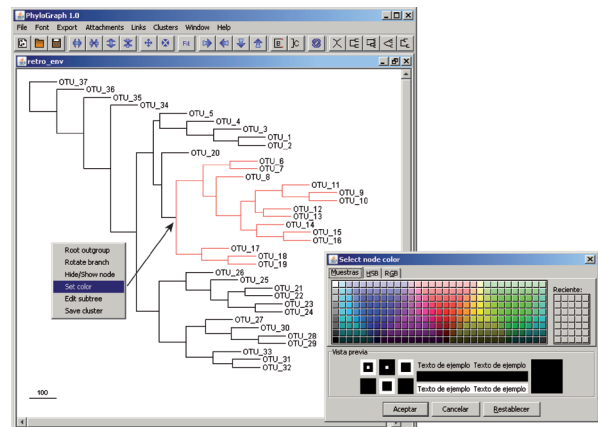 PhyloGraph 1.0
File Font Export Attachments Links Clusters Window Help
Fit
retro_env
OTU_37
OTU_36
OTU_35
OTU_34
OTU_5
OTU_4
OTU_3
OTU_1
OTU_2
OTU_20
OTU_6
OTU_7
OTU_8
OTU_11
OTU_9
OTU_10
OTU_12
OTU_13
OTU_14
OTU_15
OTU_16
OTU_17
OTU_18
OTU_19
Root outgroup
Rotate branch
Hide/Show node
Set color
Edit subtree
Save cluster
OTU_26
OTU_25
OTU_21
OTU_22
OTU_23
OTU_24
OTU_27
OTU_30
OTU_28
OTU_29
OTU_33
OTU_31
OTU_32
100
Select node color
Muestras HSB RGB
Reciente:
Vista previa
Texto de ejemplo Texto de ejemplo
Texto de ejemplo Texto de ejemplo
Aceptar Cancelar Restablecer